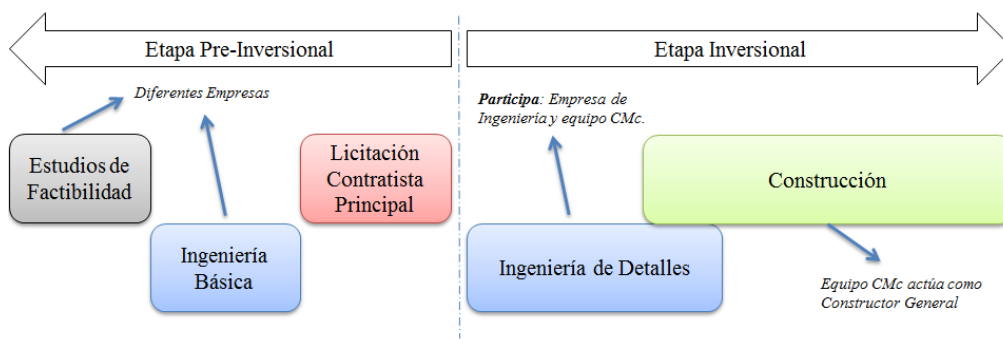 Etapa Pre-Inversional
Etapa Inversional
Diferentes Empresas
Participa: Empresa de
Ingeniería y equipo CMc.
Estudios de
Factibilidad
Licitación
Contratista
Principal
Construcción
Ingeniería
Básica
Ingeniería de Detalles
Equipo CMc actúa como
Constructor General